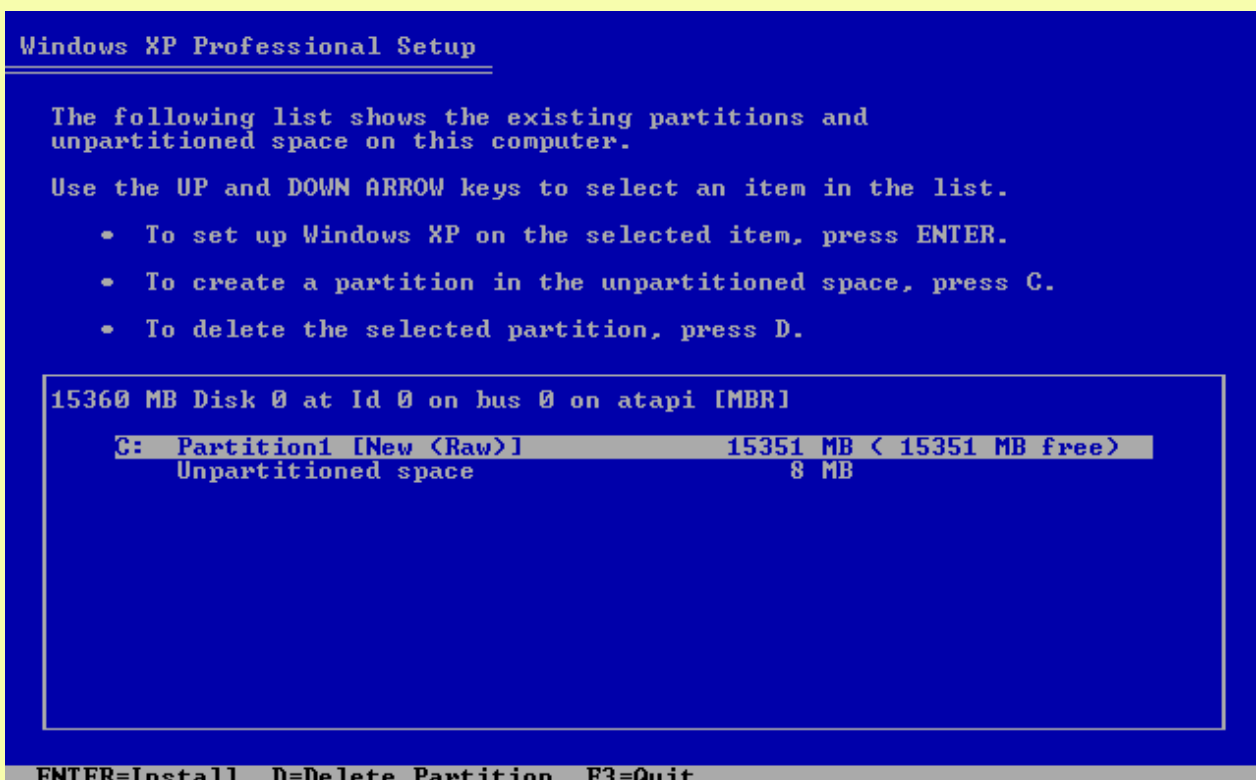 Windows XP Professional Setup
The following list shows the existing partitions and
unpartitioned space on this computer.
Use the UP and DOWN ARROW keys to select an item in the list.
• To set up Windows XP on the selected item, press ENTER.
• To create a partition in the unpartitioned space, press C.
• To delete the selected partition, press D.
15360 MB Disk 0 at Id 0 on bus 0 on atapi [MBR]
C: Partition1 [New (Raw)] 15351 MB ( 15351 MB free)
Unpartitioned space 8 MB
ENTER=Install D=Delete Partition F3=Quit